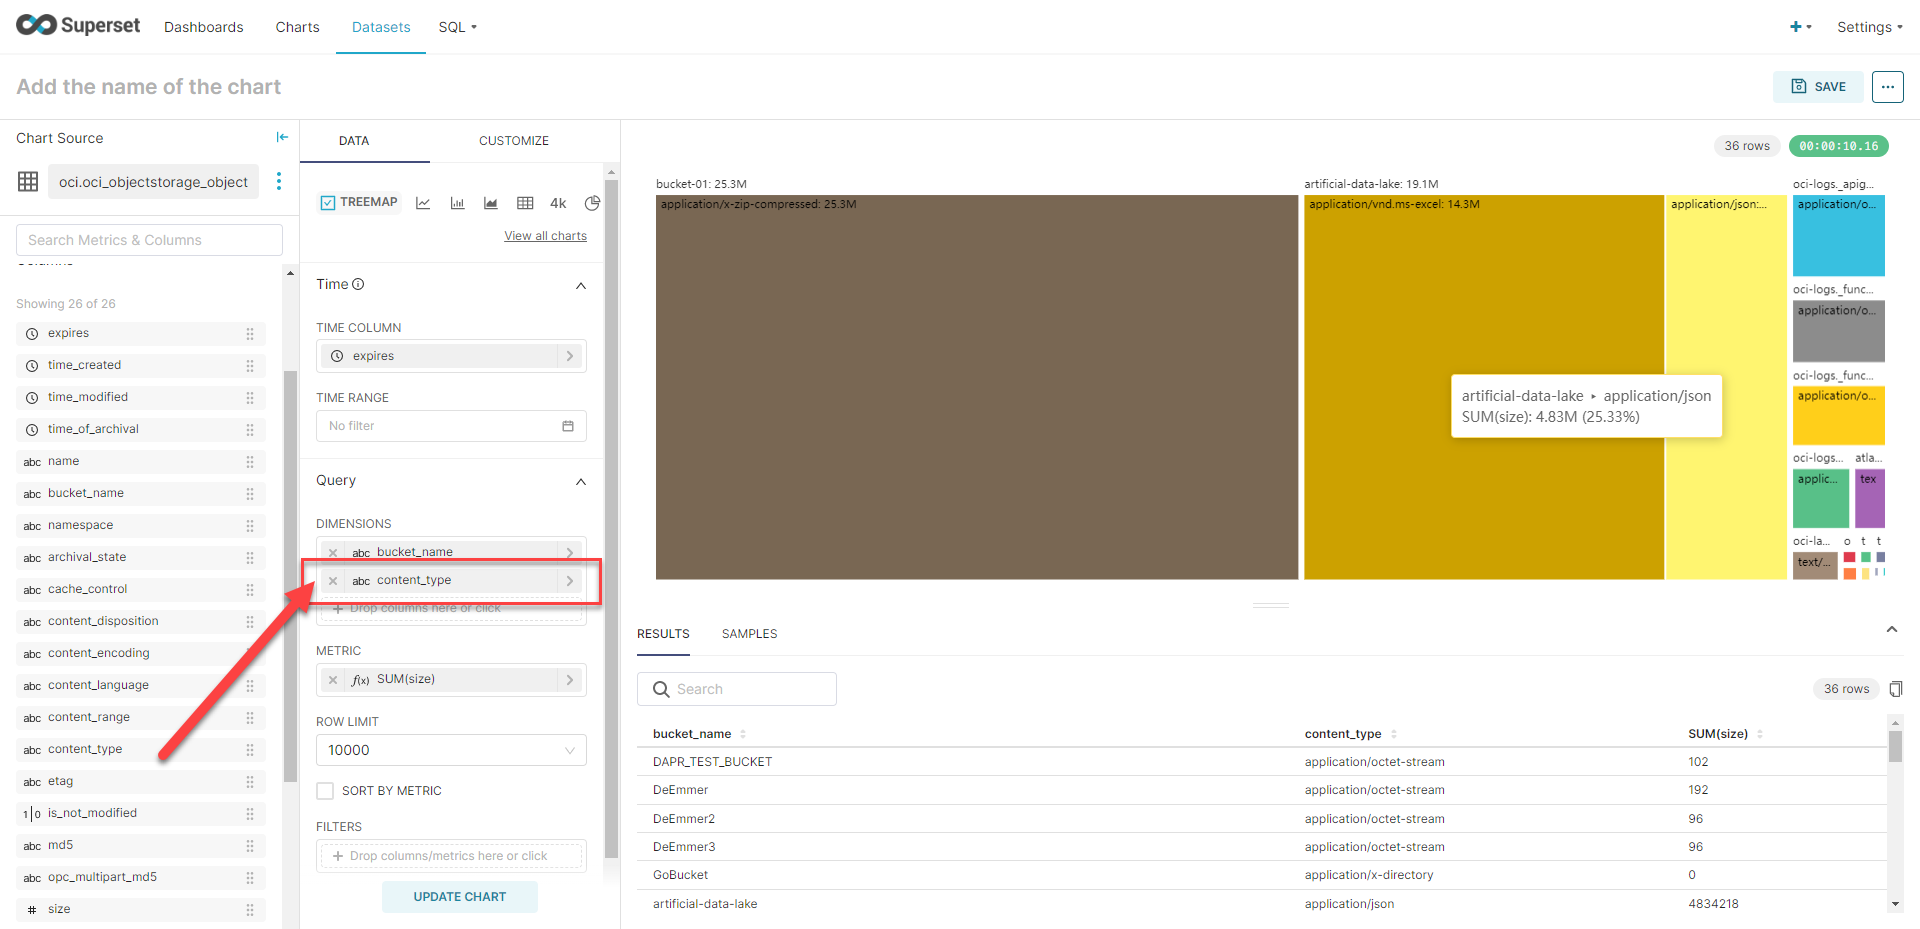 Superset
Dashboards
Charts
Datasets
SQL
Settings
Add the name of the chart
SAVE
Chart Source
oci.oci_objectstorage_object
Search Metrics & Columns
Columns
Showing 26 of 26
expires
time_created
time_modified
time_of_archival
abc name
abc bucket_name
abc namespace
abc archival_state
abc cache_control
abc content_disposition
abc content_encoding
abc content_language
abc content_range
abc content_type
abc etag
1|0 is_not_modified
abc md5
abc opc_multipart_md5
# size
DATA
CUSTOMIZE
TREEMAP
4k
View all charts
Time
TIME COLUMN
expires
TIME RANGE
No filter
Query
DIMENSIONS
abc bucket_name
abc content_type
+ Drop columns here or click
METRIC
f(x) SUM(size)
ROW LIMIT
10000
SORT BY METRIC
FILTERS
+ Drop columns/metrics here or click
UPDATE CHART
36 rows
00:00:10.16
bucket-01: 25.3M
application/x-zip-compressed: 25.3M
artificial-data-lake: 19.1M
application/vnd.ms-excel: 14.3M
application/json:...
artificial-data-lake ▸ application/json
SUM(size): 4.83M (25.33%)
oci-logs._apig...
application/o...
oci-logs._func...
application/o...
oci-logs._func...
application/o...
oci-logs...
atla...
applic...
tex
oci-la...
o
t
t
text/...
RESULTS
SAMPLES
Search
36 rows
bucket_name content_type SUM(size)
DAPR_TEST_BUCKET application/octet-stream 102
DeEmmer application/octet-stream 192
DeEmmer2 application/octet-stream 96
DeEmmer3 application/octet-stream 96
GoBucket application/x-directory 0
artificial-data-lake application/json 4834218